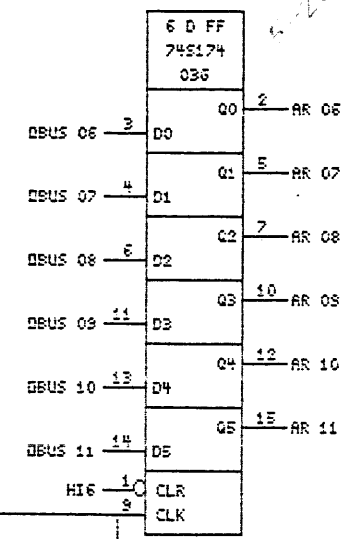 6 D FF
74S174
03G
Q0 2 AR 06
DBUS 06 3 D0
Q1 5 AR 07
DBUS 07 4 D1
Q2 7 AR 08
DBUS 08 6 D2
Q3 10 AR 09
DBUS 09 11 D3
Q4 12 AR 10
DBUS 10 13 D4
Q5 15 AR 11
DBUS 11 14 D5
HI6 1 CLR
9 CLK